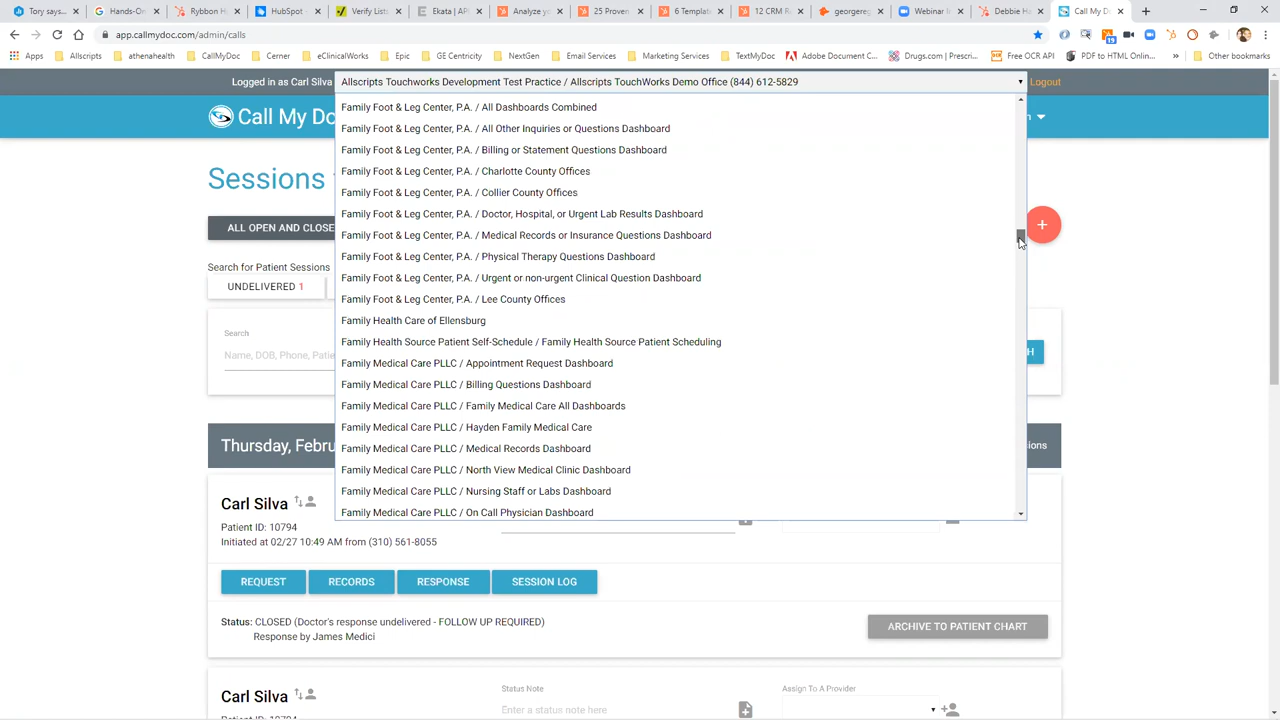 Tory says...
Hands-On
Rybbon H
HubSpot
Verify List
Ekata | API
Analyze yo
25 Proven
6 Template
12 CRM R
georgereg
Webinar I
Debbie Ha
Call My Do
app.callmydoc.com/admin/calls
19
Apps
Allscripts
athenahealth
CallMyDoc
Cerner
eClinicalWorks
Epi
GE Centricity
NextGen
Email Services
Marketing Services
TextMyDoc
Adobe Document C...
Drugs.com | Prescri...
Free OCR API
PDF to HTML Onlin...
»
Other bookmarks
Logged in as Carl Silva
Allscripts Touchworks Development Test Practice / Allscripts TouchWorks Demo Office (844) 612-5829
Logout
Call My Do
n
Family Foot & Leg Center, P.A. / All Dashboards Combined
Family Foot & Leg Center, P.A. / All Other Inquiries or Questions Dashboard
Family Foot & Leg Center, P.A. / Billing or Statement Questions Dashboard
Family Foot & Leg Center, P.A. / Charlotte County Offices
Family Foot & Leg Center, P.A. / Collier County Offices
Family Foot & Leg Center, P.A. / Doctor, Hospital, or Urgent Lab Results Dashboard
Family Foot & Leg Center, P.A. / Medical Records or Insurance Questions Dashboard
Family Foot & Leg Center, P.A. / Physical Therapy Questions Dashboard
Family Foot & Leg Center, P.A. / Urgent or non-urgent Clinical Question Dashboard
Family Foot & Leg Center, P.A. / Lee County Offices
Family Health Care of Ellensburg
Family Health Source Patient Self-Schedule / Family Health Source Patient Scheduling
Family Medical Care PLLC / Appointment Request Dashboard
Family Medical Care PLLC / Billing Questions Dashboard
Family Medical Care PLLC / Family Medical Care All Dashboards
Family Medical Care PLLC / Hayden Family Medical Care
Family Medical Care PLLC / Medical Records Dashboard
Family Medical Care PLLC / North View Medical Clinic Dashboard
Family Medical Care PLLC / Nursing Staff or Labs Dashboard
Family Medical Care PLLC / On Call Physician Dashboard
Sessions
ALL OPEN AND CLOSE
+
Search for Patient Sessions
UNDELIVERED 1
Search
Name, DOB, Phone, Patie
H
Thursday, Febru
ions
Carl Silva
Patient ID: 10794
Initiated at 02/27 10:49 AM from (310) 561-8055
REQUEST
RECORDS
RESPONSE
SESSION LOG
Status: CLOSED (Doctor's response undelivered - FOLLOW UP REQUIRED)
Response by James Medici
ARCHIVE TO PATIENT CHART
Carl Silva
Status Note
Assign To A Provider
Patient ID: 10794
Enter a status note here